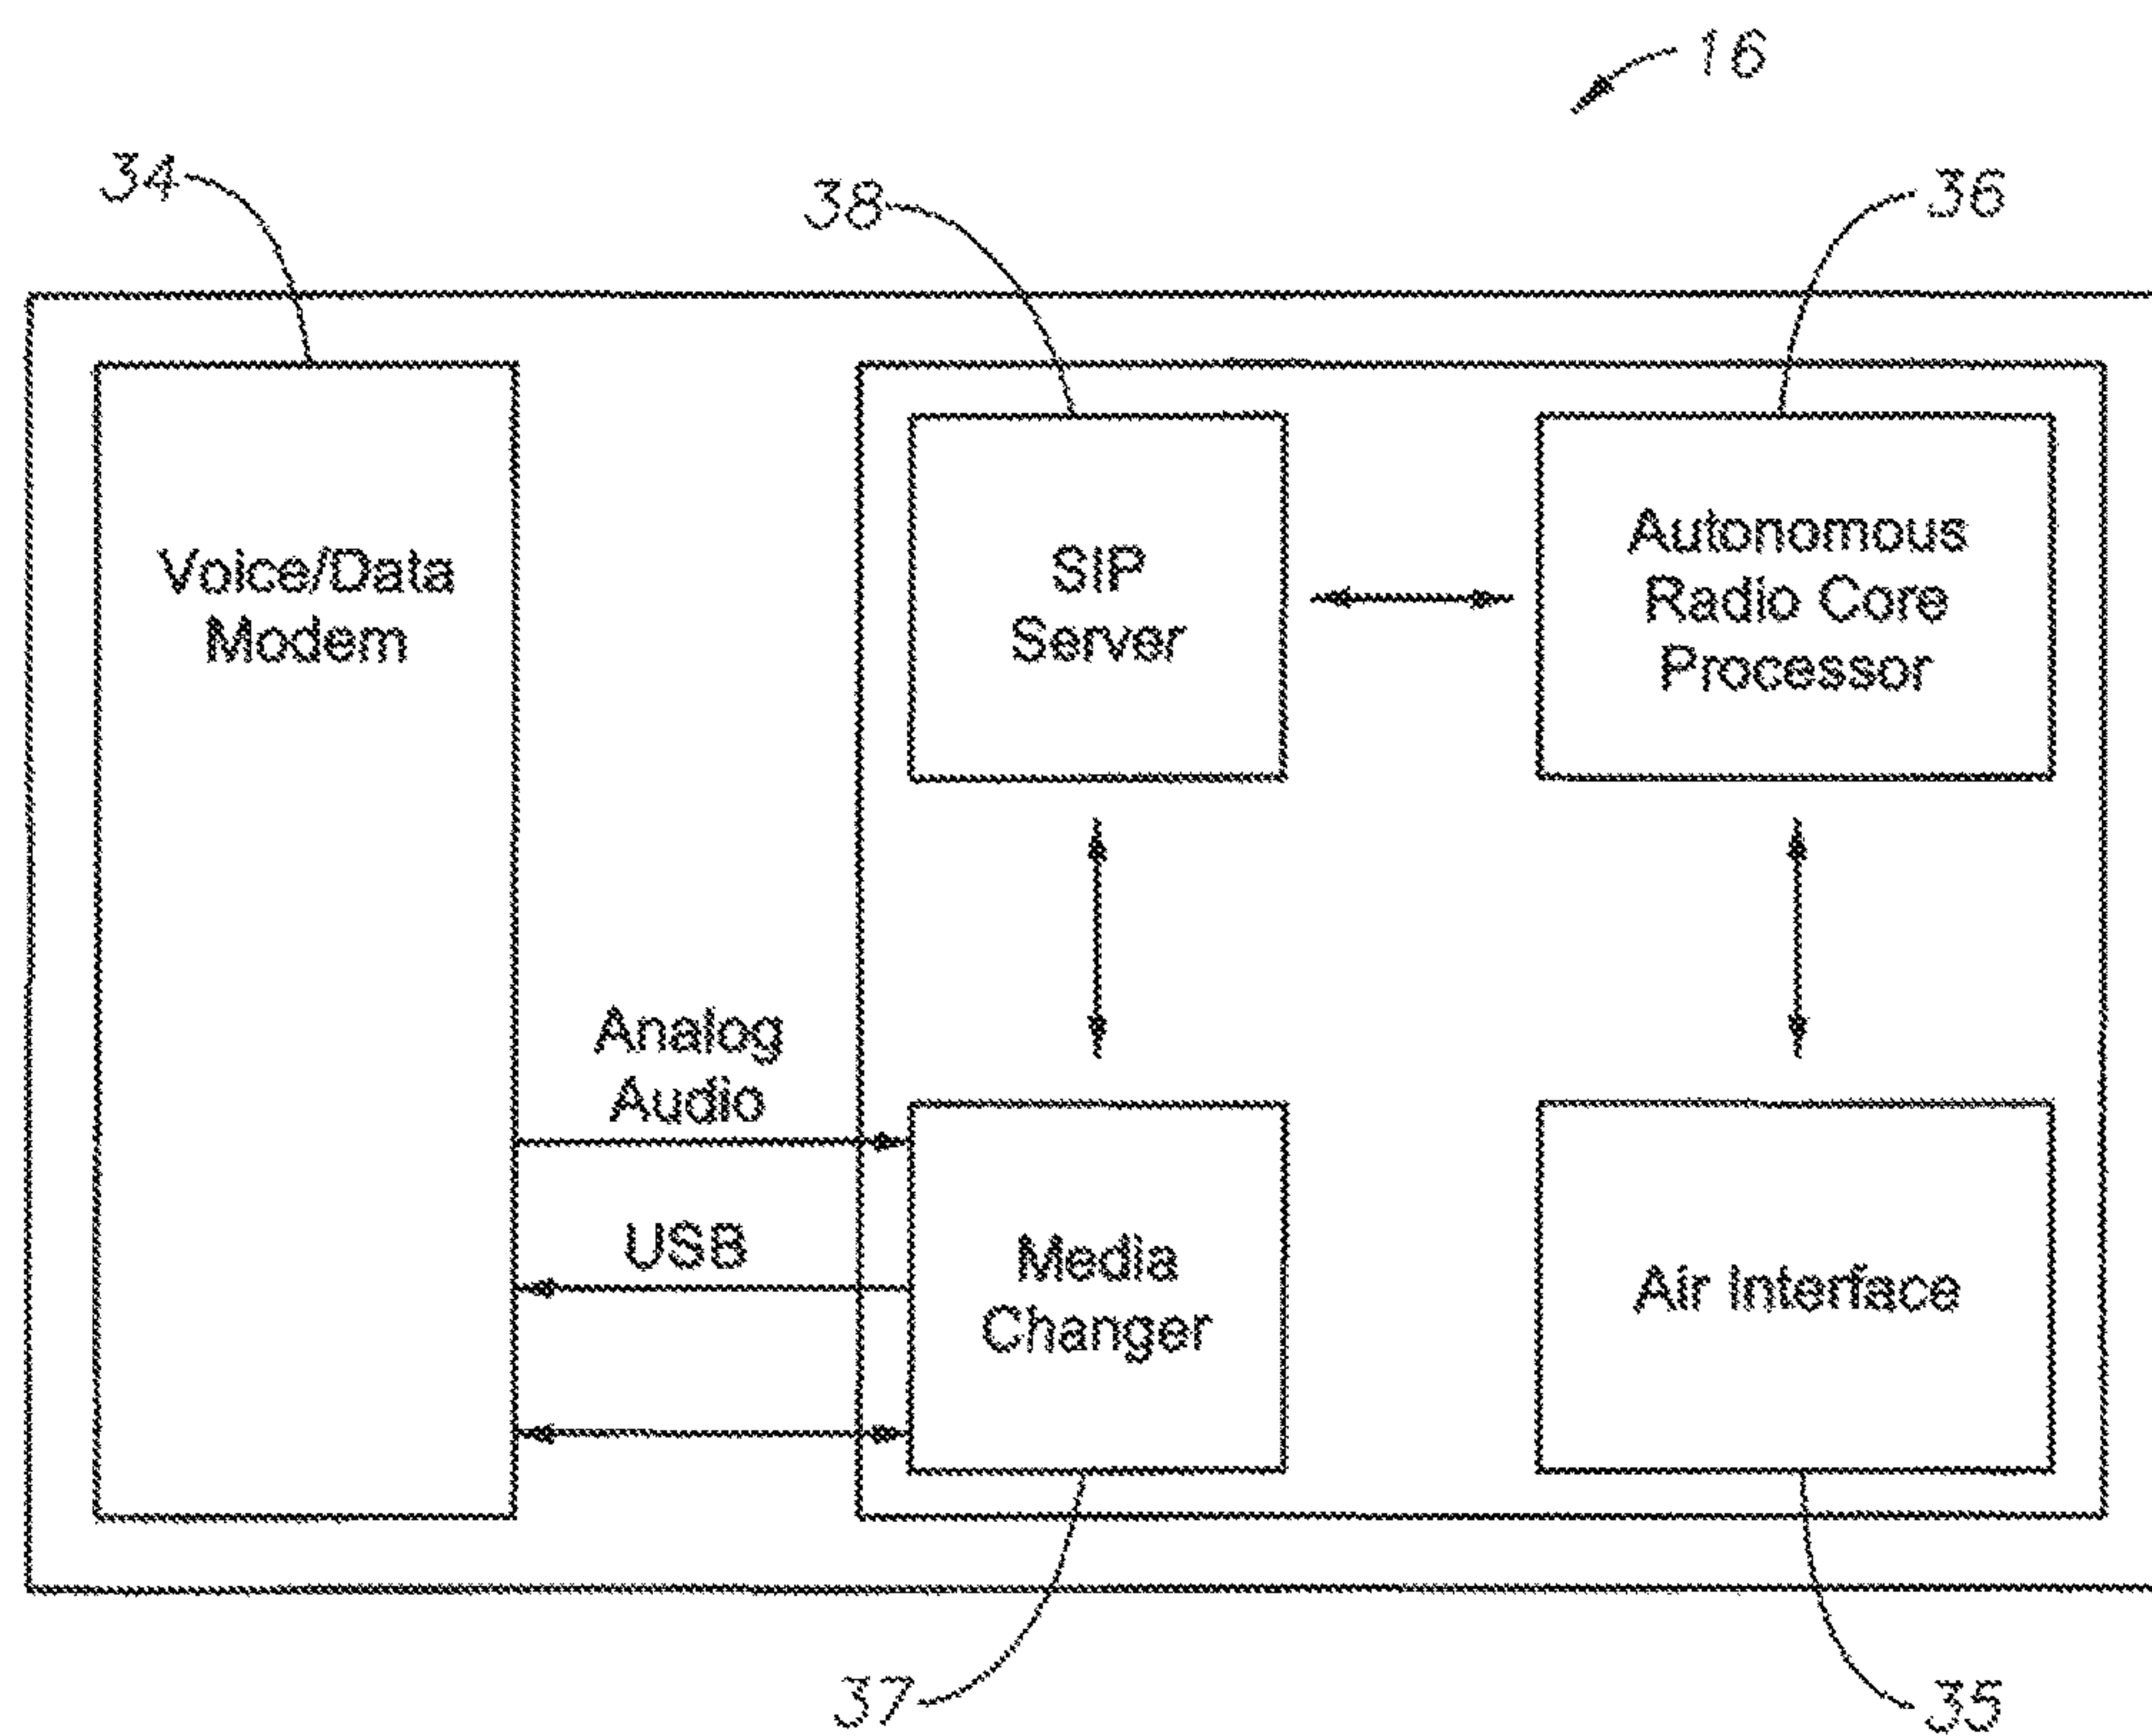 16
34
38
36
Voice/Data
Modem
SIP
Server
Autonomous
Radio Core
Processor
Analog
Audio
USB
Media
Changer
Air Interface
37
35